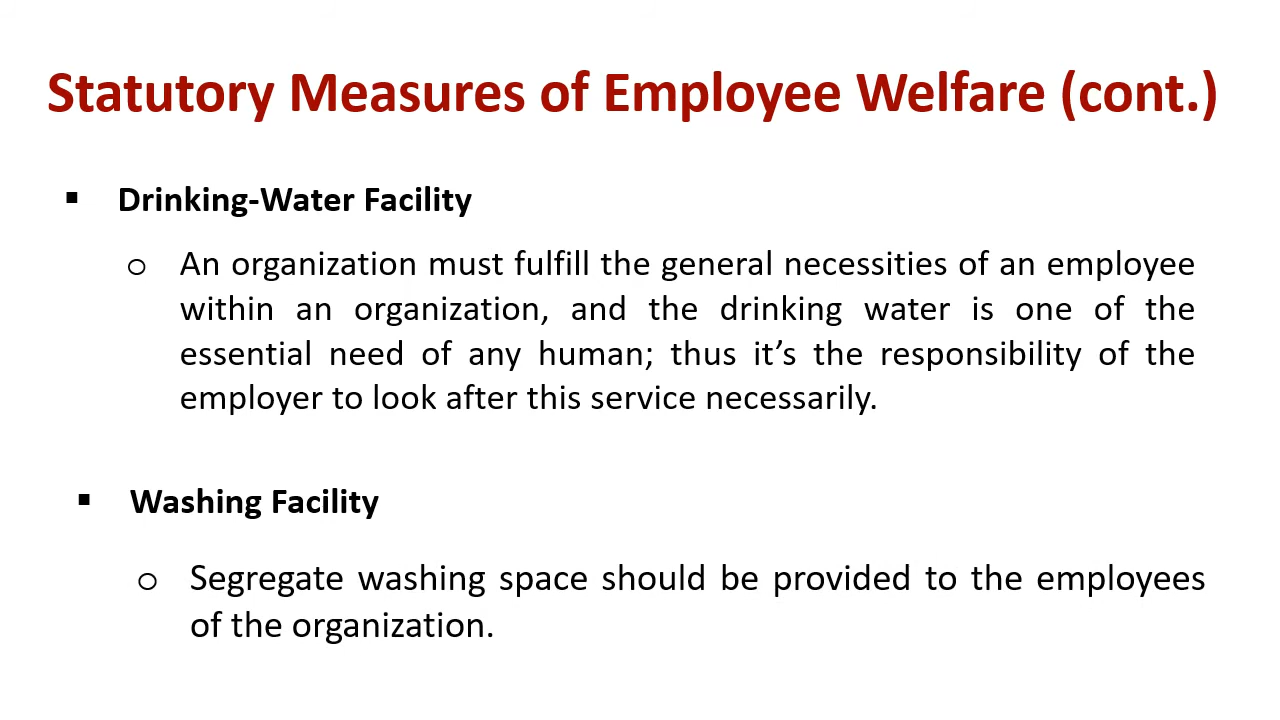 Statutory Measures of Employee Welfare (cont.)
▪ Drinking-Water Facility
o An organization must fulfill the general necessities of an employee
within an organization, and the drinking water is one of the
essential need of any human; thus it’s the responsibility of the
employer to look after this service necessarily.
▪ Washing Facility
o Segregate washing space should be provided to the employees
of the organization.